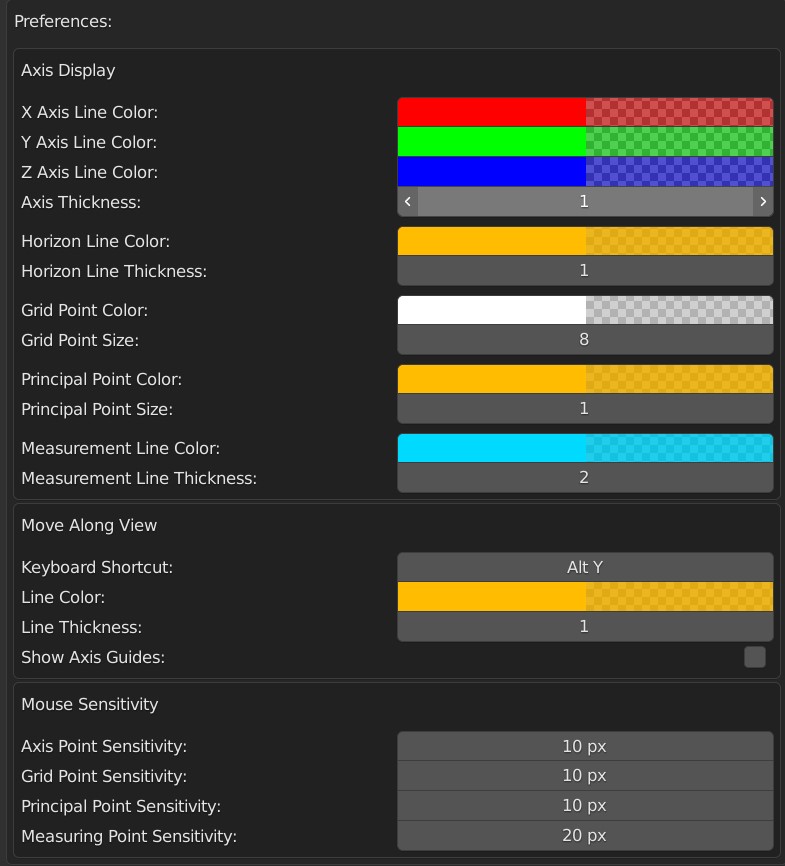 Preferences:
Axis Display
X Axis Line Color:
Y Axis Line Color:
Z Axis Line Color:
Axis Thickness: 1
Horizon Line Color:
Horizon Line Thickness: 1
Grid Point Color:
Grid Point Size: 8
Principal Point Color:
Principal Point Size: 1
Measurement Line Color:
Measurement Line Thickness: 2
Move Along View
Keyboard Shortcut: Alt Y
Line Color:
Line Thickness: 1
Show Axis Guides:
Mouse Sensitivity
Axis Point Sensitivity: 10 px
Grid Point Sensitivity: 10 px
Principal Point Sensitivity: 10 px
Measuring Point Sensitivity: 20 px